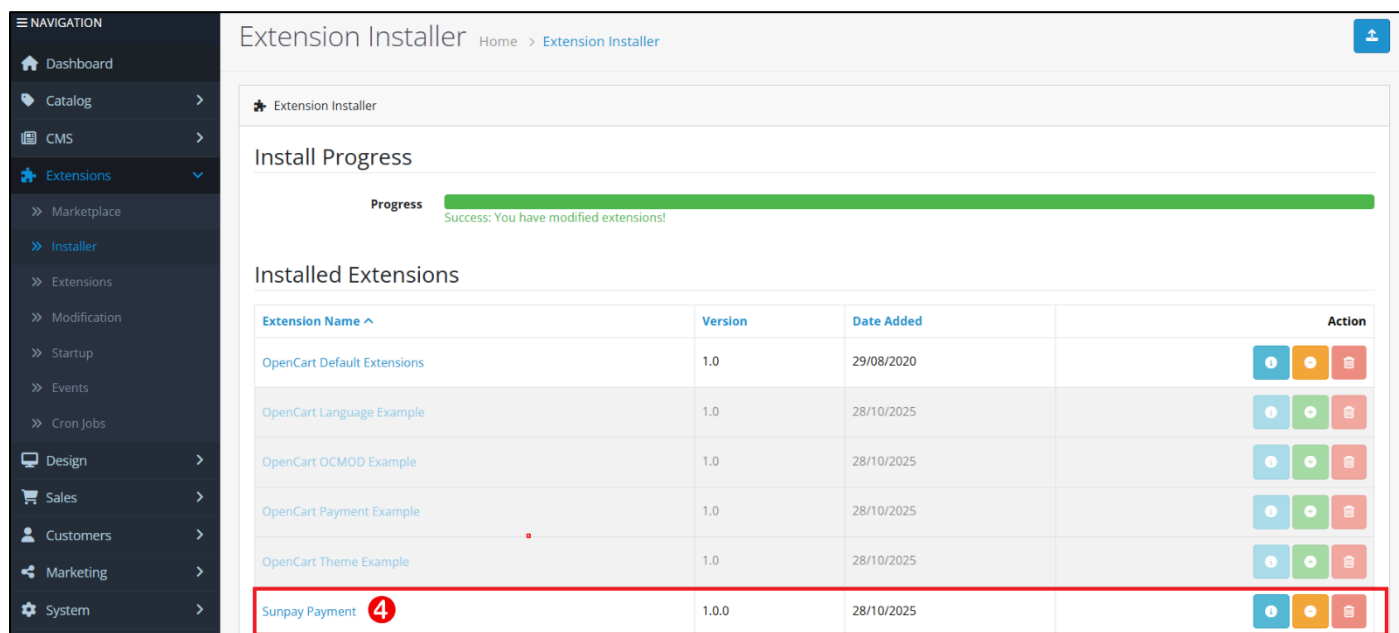 NAVIGATION
Extension Installer Home > Extension Installer
Dashboard
Catalog
Extension Installer
CMS
Install Progress
Extensions
Progress
Marketplace
Success: You have modified extensions!
Installer
Installed Extensions
Extensions
Modification
Extension Name Version Date Added Action
Startup
OpenCart Default Extensions 1.0 29/08/2020
Events
OpenCart Language Example 1.0 28/10/2025
Cron Jobs
Design
OpenCart OCMOD Example 1.0 28/10/2025
Sales
OpenCart Payment Example 1.0 28/10/2025
Customers
OpenCart Theme Example 1.0 28/10/2025
Marketing
System
Sunpay Payment 4 1.0.0 28/10/2025